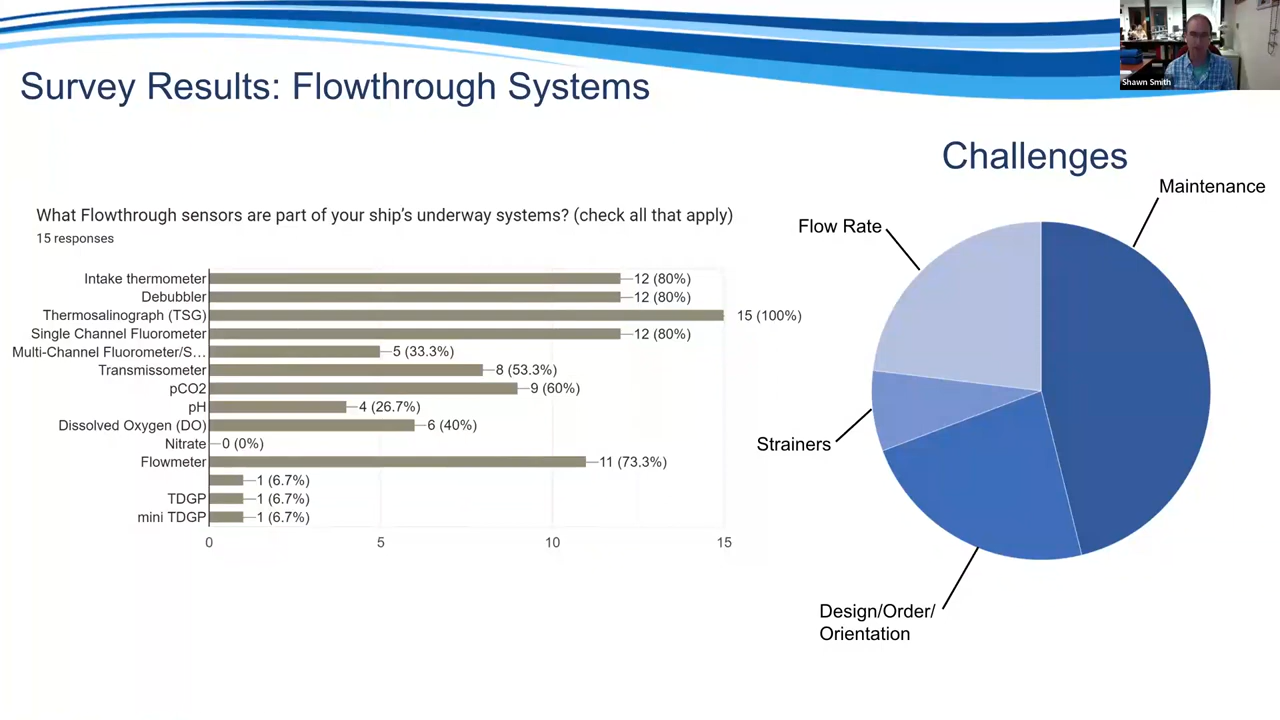 Shawn Smith
Survey Results: Flowthrough Systems
What Flowthrough sensors are part of your ship's underway systems? (check all that apply)
15 responses
Intake thermometer 12 (80%)
Debubbler 12 (80%)
Thermosalinograph (TSG) 15 (100%)
Single Channel Fluorometer 12 (80%)
Multi-Channel Fluorometer/S… 5 (33.3%)
Transmissometer 8 (53.3%)
pCO2 9 (60%)
pH 4 (26.7%)
Dissolved Oxygen (DO) 6 (40%)
Nitrate 0 (0%)
Flowmeter 11 (73.3%)
1 (6.7%)
TDGP 1 (6.7%)
mini TDGP 1 (6.7%)
0 5 10 15
Challenges
Maintenance
Flow Rate
Strainers
Design/Order/
Orientation